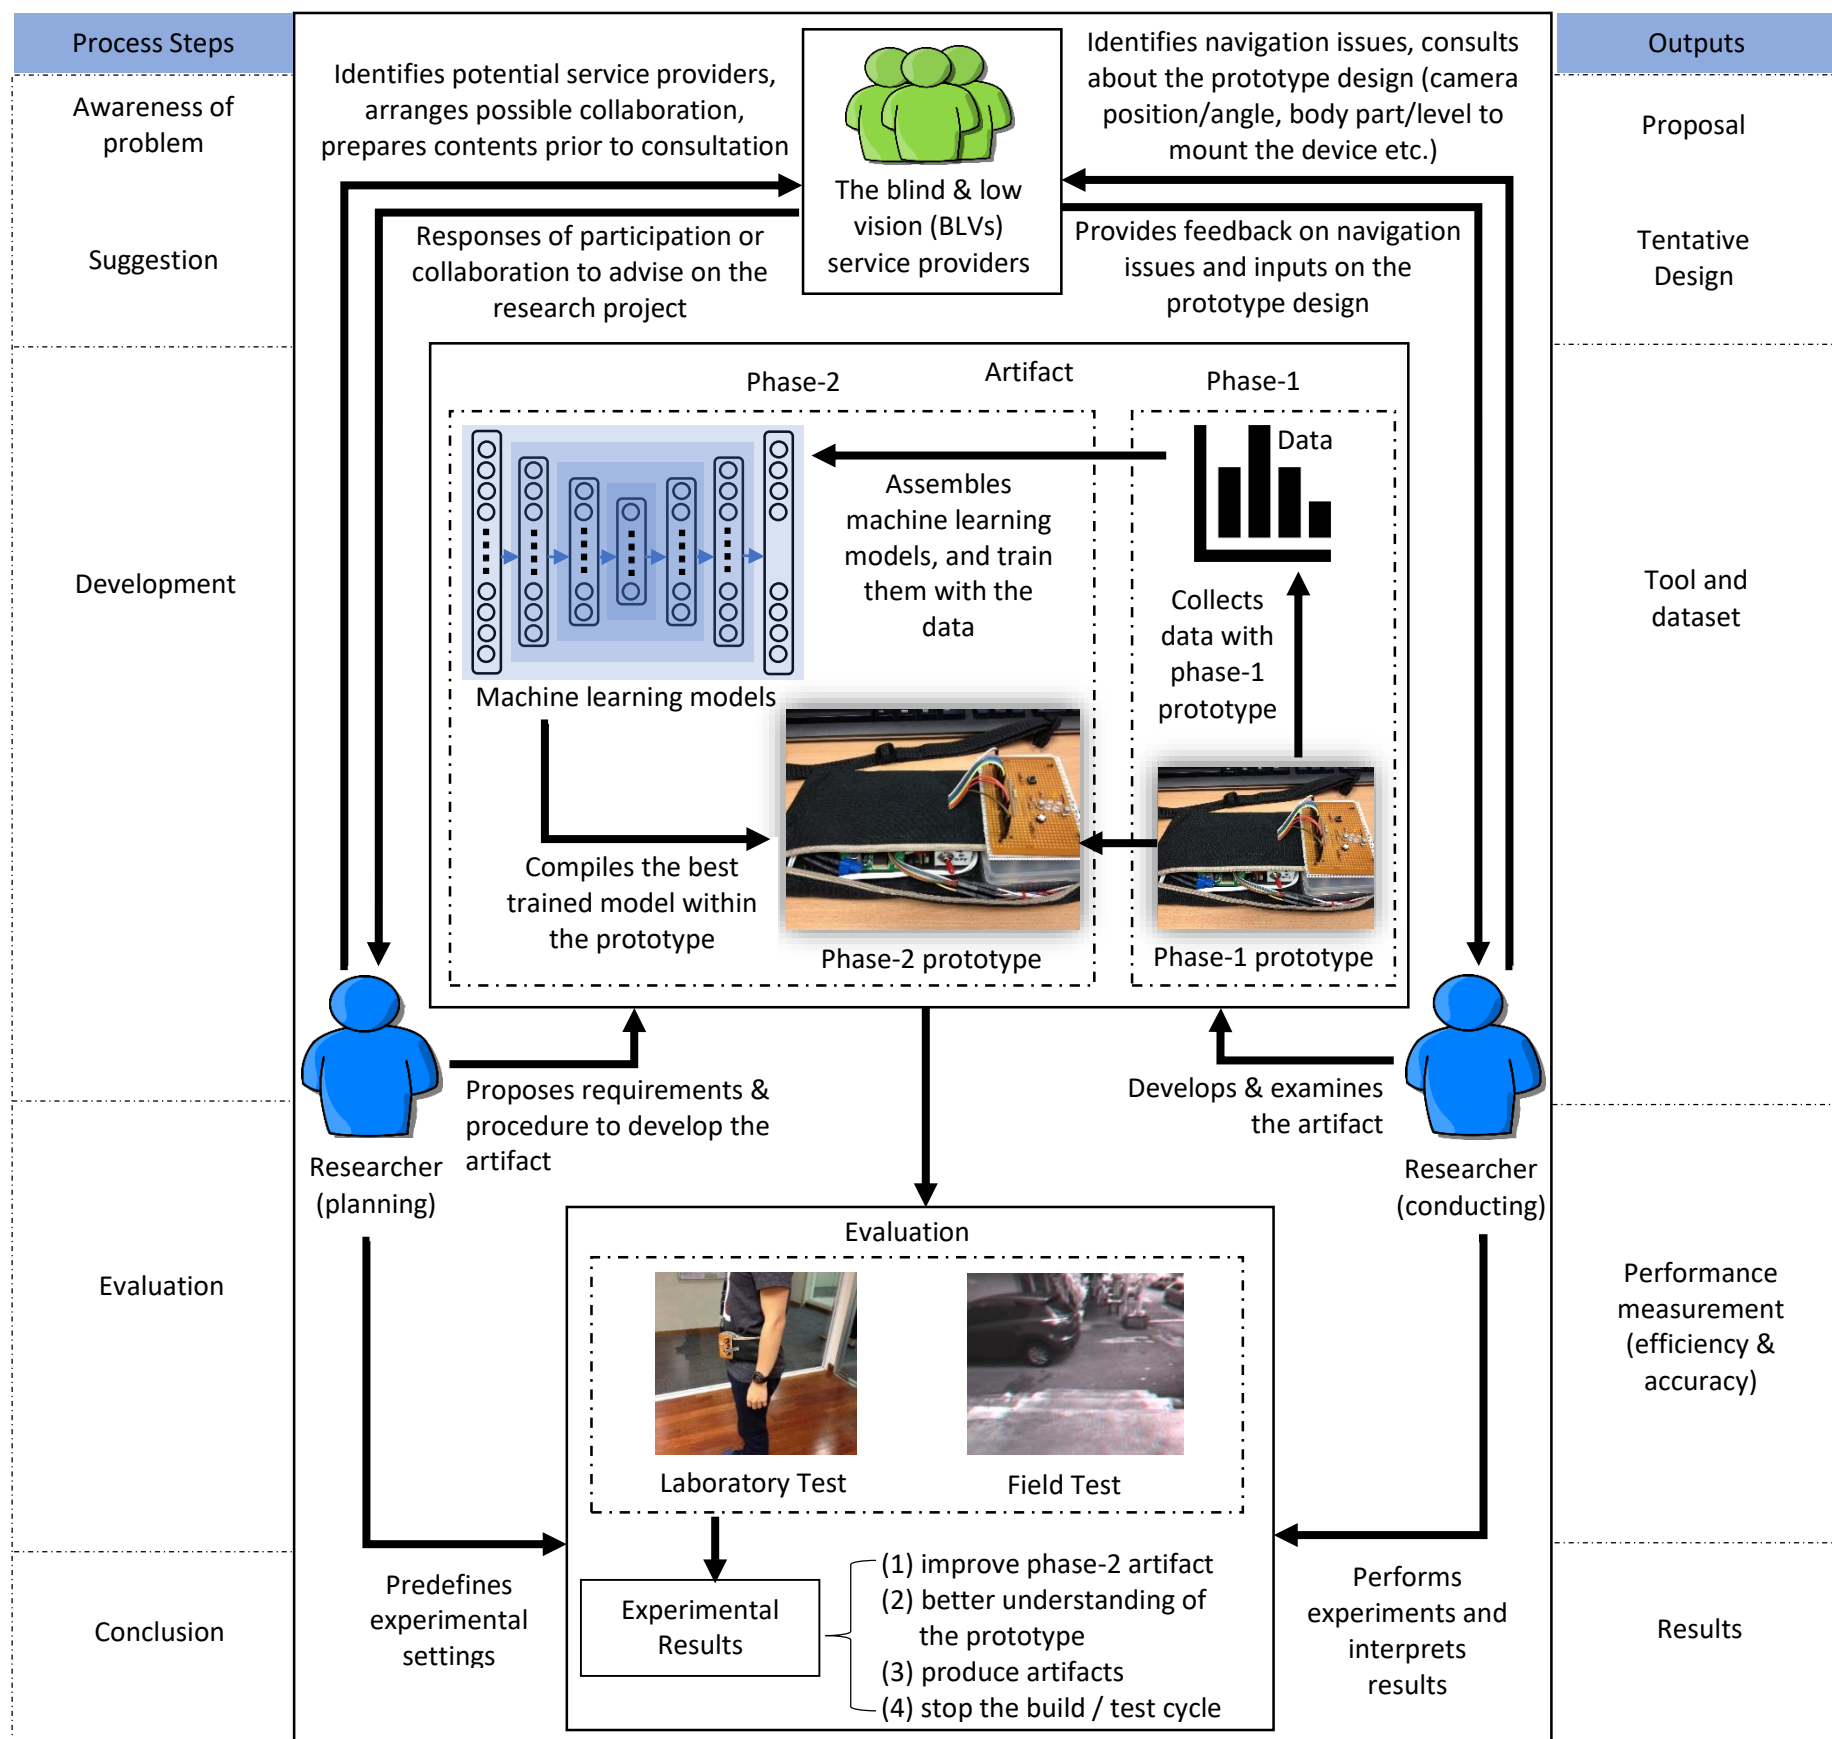 Process Steps
Awareness of
problem
Suggestion
Development
Evaluation
Conclusion
Identifies potential service providers,
arranges possible collaboration,
prepares contents prior to consultation
The blind & low
vision (BLVs)
service providers
Identifies navigation issues, consults
about the prototype design (camera
position/angle, body part/level to
mount the device etc.)
Responses of participation or
collaboration to advise on the
research project
Provides feedback on navigation
issues and inputs on the
prototype design
Artifact
Phase-2
Phase-1
Data
Assembles
machine learning
models, and train
them with the
data
Collects
data with
phase-1
prototype
Machine learning models
Compiles the best
trained model within
the prototype
Phase-2 prototype
Phase-1 prototype
Researcher
(planning)
Proposes requirements &
procedure to develop the
artifact
Develops & examines
the artifact
Researcher
(conducting)
Evaluation
Laboratory Test
Field Test
Predefines
experimental
settings
Experimental
Results
(1) improve phase-2 artifact
(2) better understanding of
the prototype
(3) produce artifacts
(4) stop the build / test cycle
Performs
experiments and
interprets
results
Outputs
Proposal
Tentative
Design
Tool and
dataset
Performance
measurement
(efficiency &
accuracy)
Results